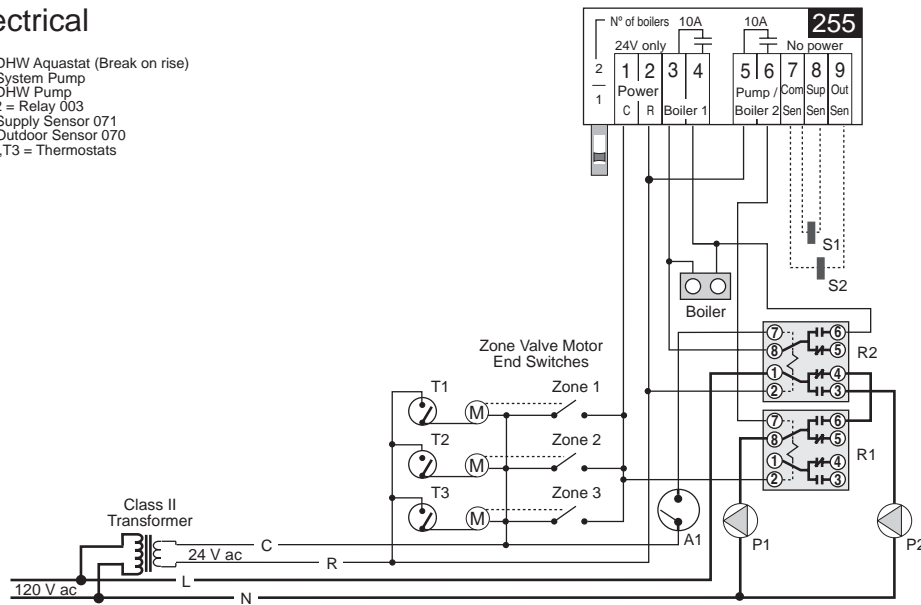 ectrical
DHW Aquastat (Break on rise)
System Pump
DHW Pump
2 = Relay 003
Supply Sensor 071
Outdoor Sensor 070
,T3 = Thermostats
Nº of boilers 10A 10A 255
24V only No power
2 1 2 3 4 5 6 7 8 9
1 Power Pump / Com Sup Out
C R Boiler 1 Boiler 2 Sen Sen Sen
S1
S2
Boiler
7 6
8 5 R2
1 4
2 3
7 6
8 5 R1
1 4
2 3
Zone Valve Motor
End Switches
T1 M Zone 1
T2 M Zone 2
T3 M Zone 3
A1 P1 P2
Class II
Transformer
C
24 V ac R
L
120 V ac N